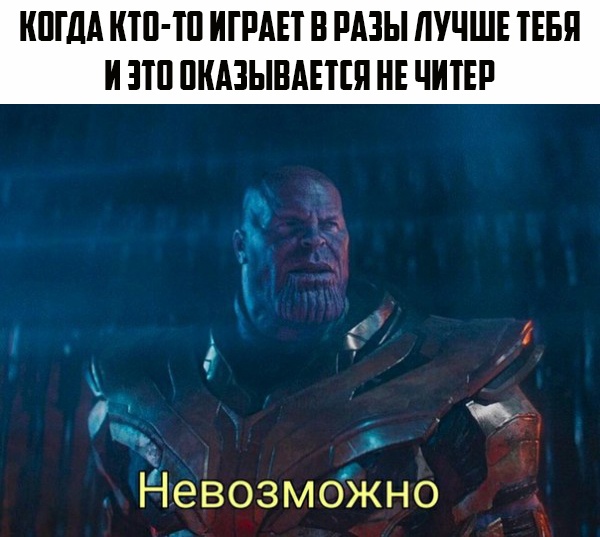 КОГДА КТО-ТО ИГРАЕТ В РАЗЫ ЛУЧШЕ ТЕБЯ
И ЭТО ОКАЗЫВАЕТСЯ НЕ ЧИТЕР
Невозможно